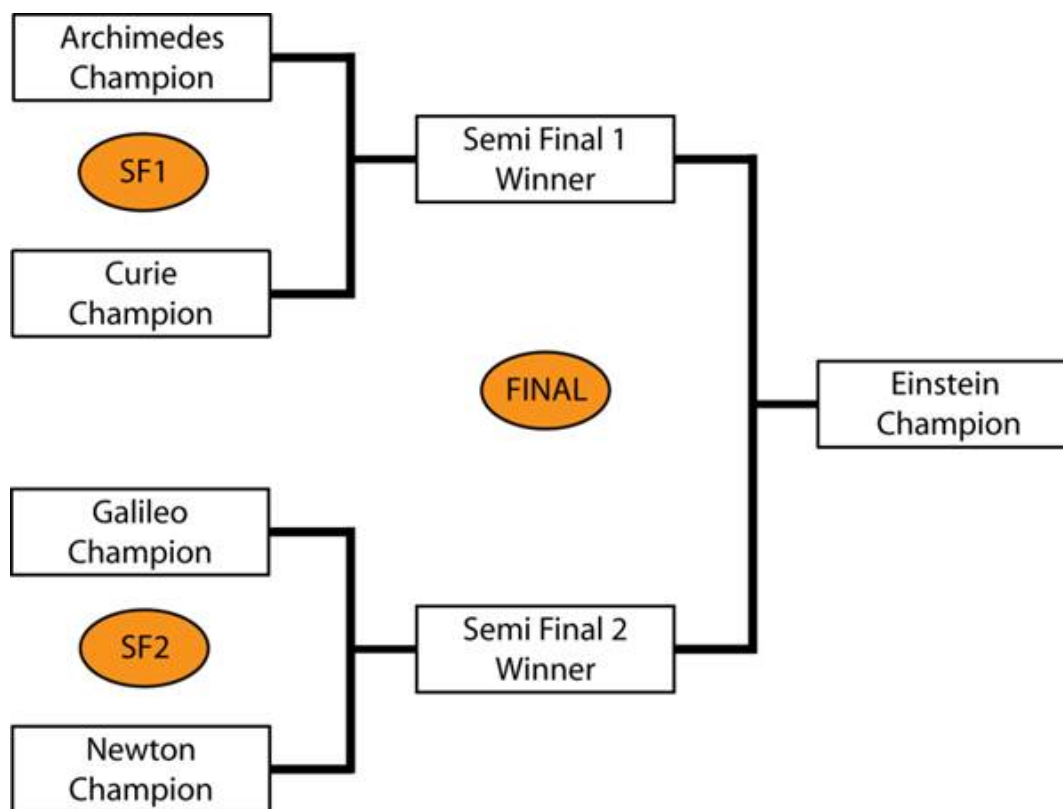 Archimedes
Champion
SF1
Curie
Champion
Semi Final 1
Winner
FINAL
Einstein
Champion
Galileo
Champion
SF2
Newton
Champion
Semi Final 2
Winner